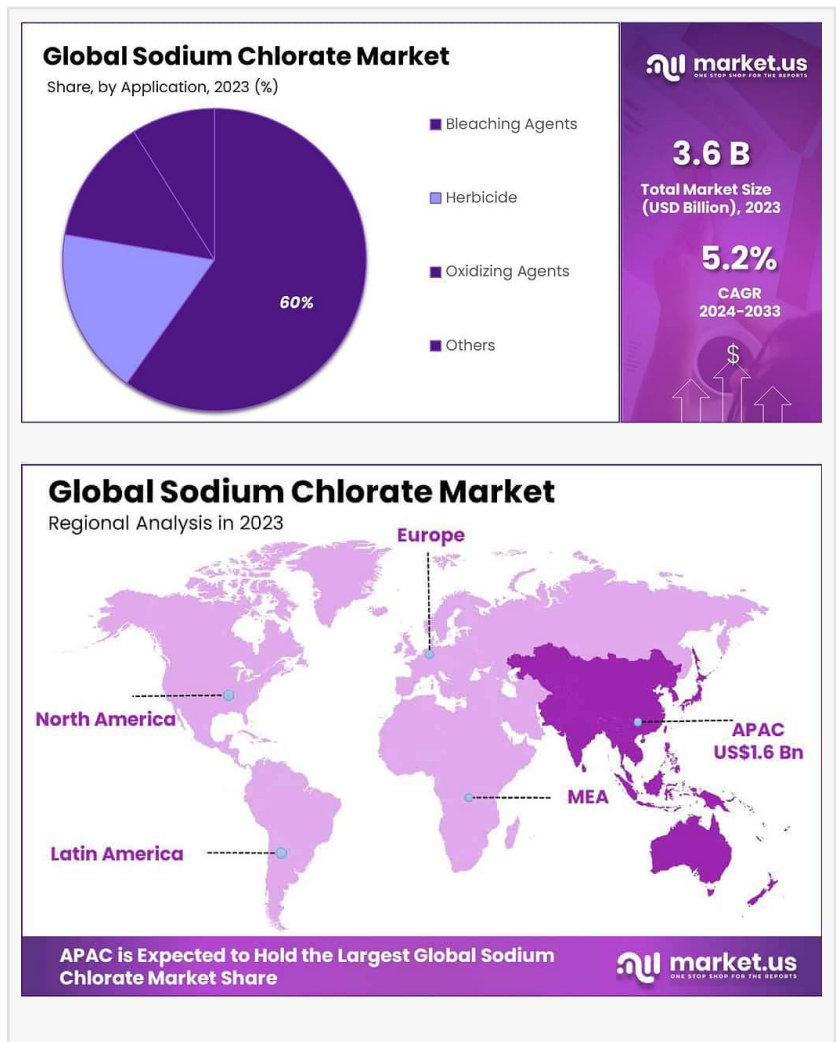 Global Sodium Chlorate Market
Share, by Application, 2023 (%)
60%
Bleaching Agents
Herbicide
Oxidizing Agents
Others
market.us
ONE STOP SHOP FOR THE REPORTS
3.6 B
Total Market Size
(USD Billion), 2023
5.2%
CAGR
2024-2033
$
Global Sodium Chlorate Market
Regional Analysis in 2023
Europe
North America
APAC
US$1.6 Bn
MEA
Latin America
APAC is Expected to Hold the Largest Global Sodium
Chlorate Market Share
market.us
ONE STOP SHOP FOR THE REPORTS